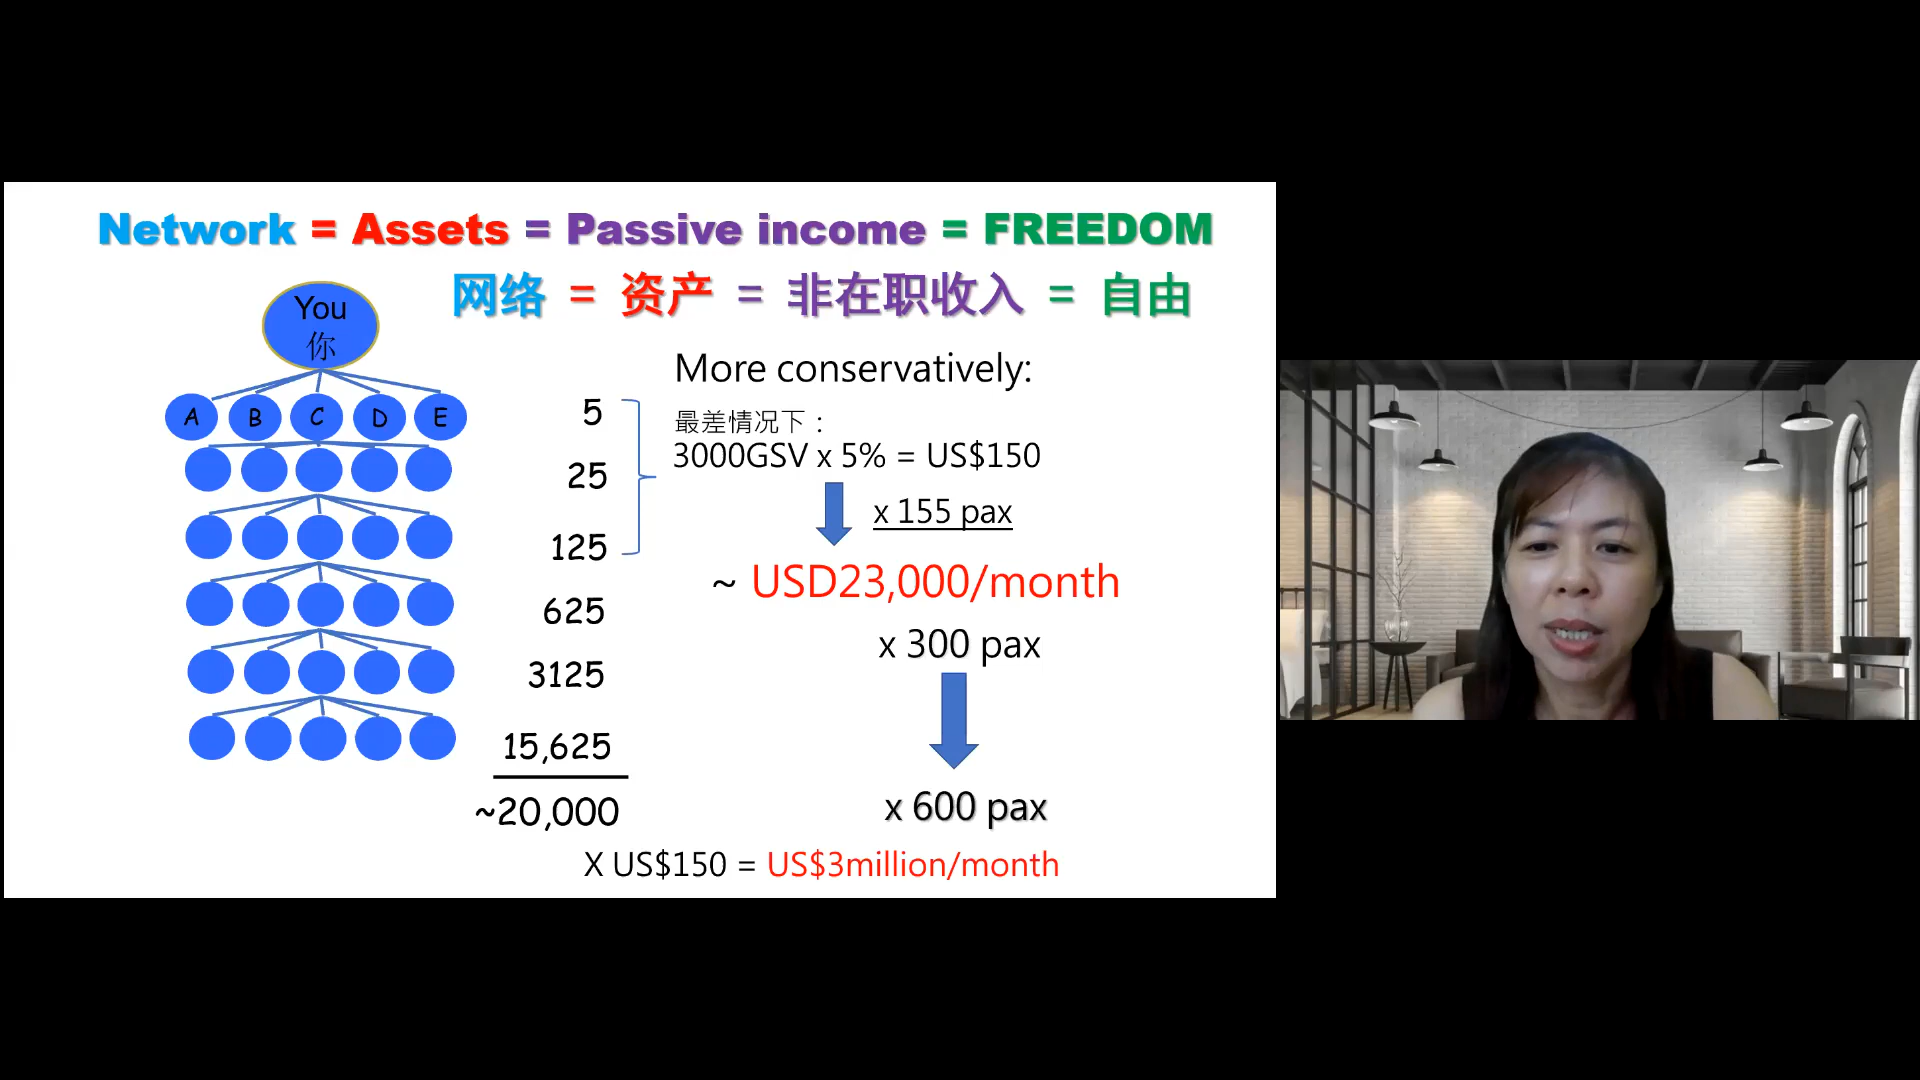 Network = Assets = Passive income = FREEDOM
网络 = 资产 = 非在职收入 = 自由
You
你
A B C D E
5
25
125
625
3125
15,625
~20,000
More conservatively:
最差情况下：
3000GSV x 5% = US$150
x 155 pax
~ USD23,000/month
x 300 pax
x 600 pax
X US$150 = US$3million/month